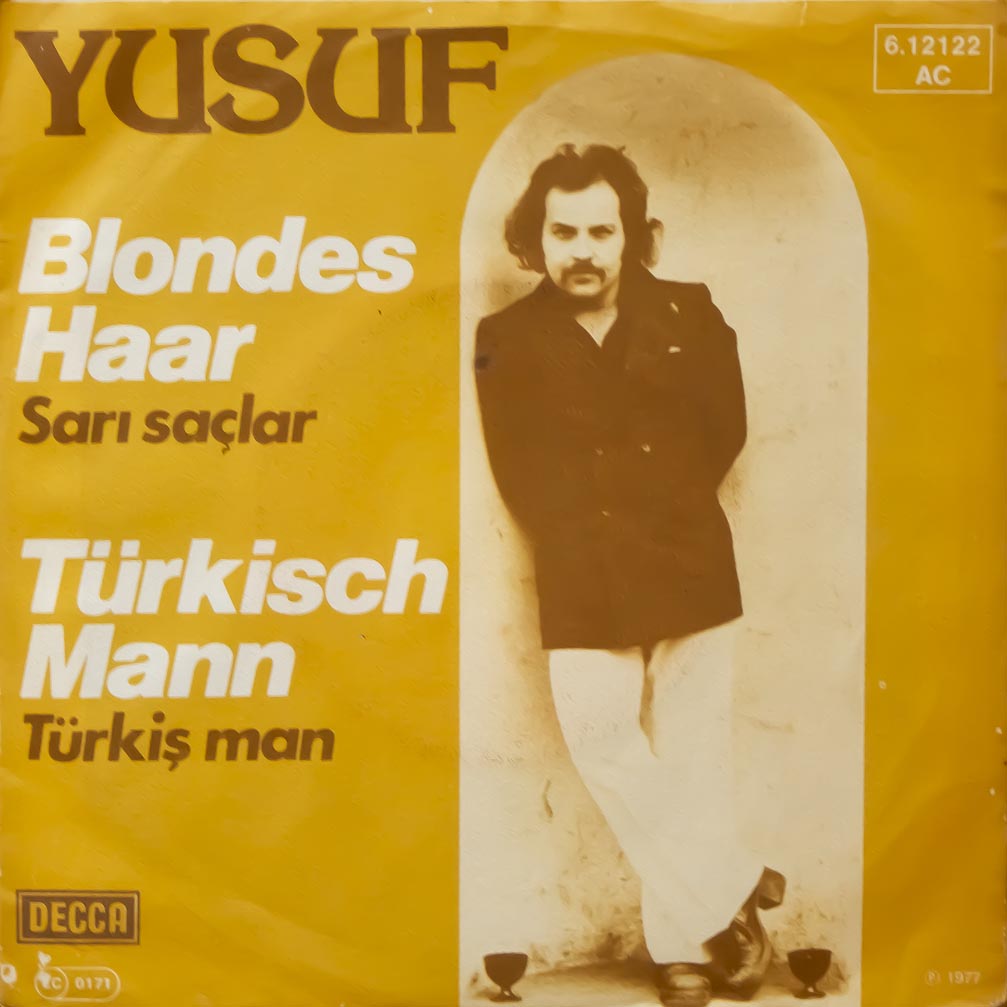 YUSUF
6.12122
AC
Blondes
Haar
Sarı saçlar
Türkisch
Mann
Türkiş man
DECCA
LC 0171
℗ 1977